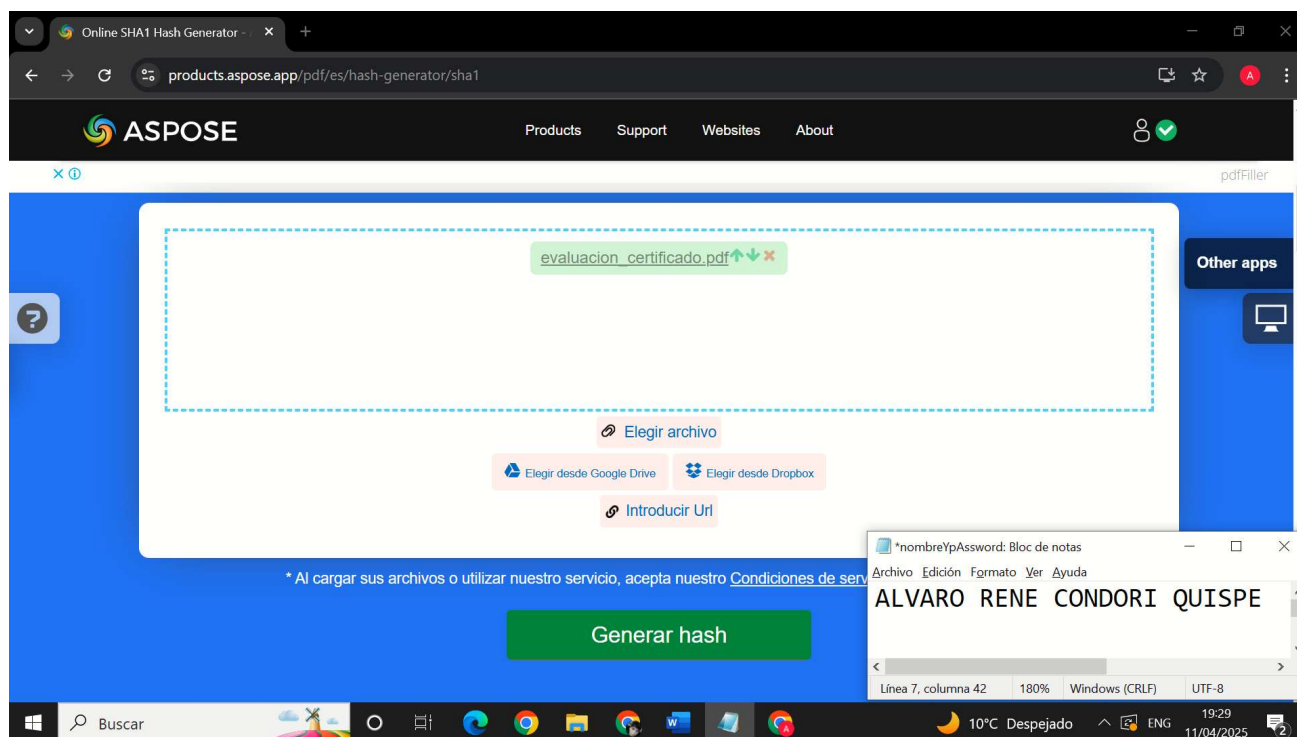 Online SHA1 Hash Generator -
products.aspose.app/pdf/es/hash-generator/sha1
A
ASPOSE
Products Support Websites About
pdfFiller
evaluacion_certificado.pdf
Other apps
?
Elegir archivo
Elegir desde Google Drive Elegir desde Dropbox
Introducir Url
* Al cargar sus archivos o utilizar nuestro servicio, acepta nuestro Condiciones de serv
Generar hash
*nombreYpAssword: Bloc de notas
Archivo Edición Formato Ver Ayuda
ALVARO RENE CONDORI QUISPE
Línea 7, columna 42 180% Windows (CRLF) UTF-8
Buscar
10°C Despejado ENG
19:29
11/04/2025
2